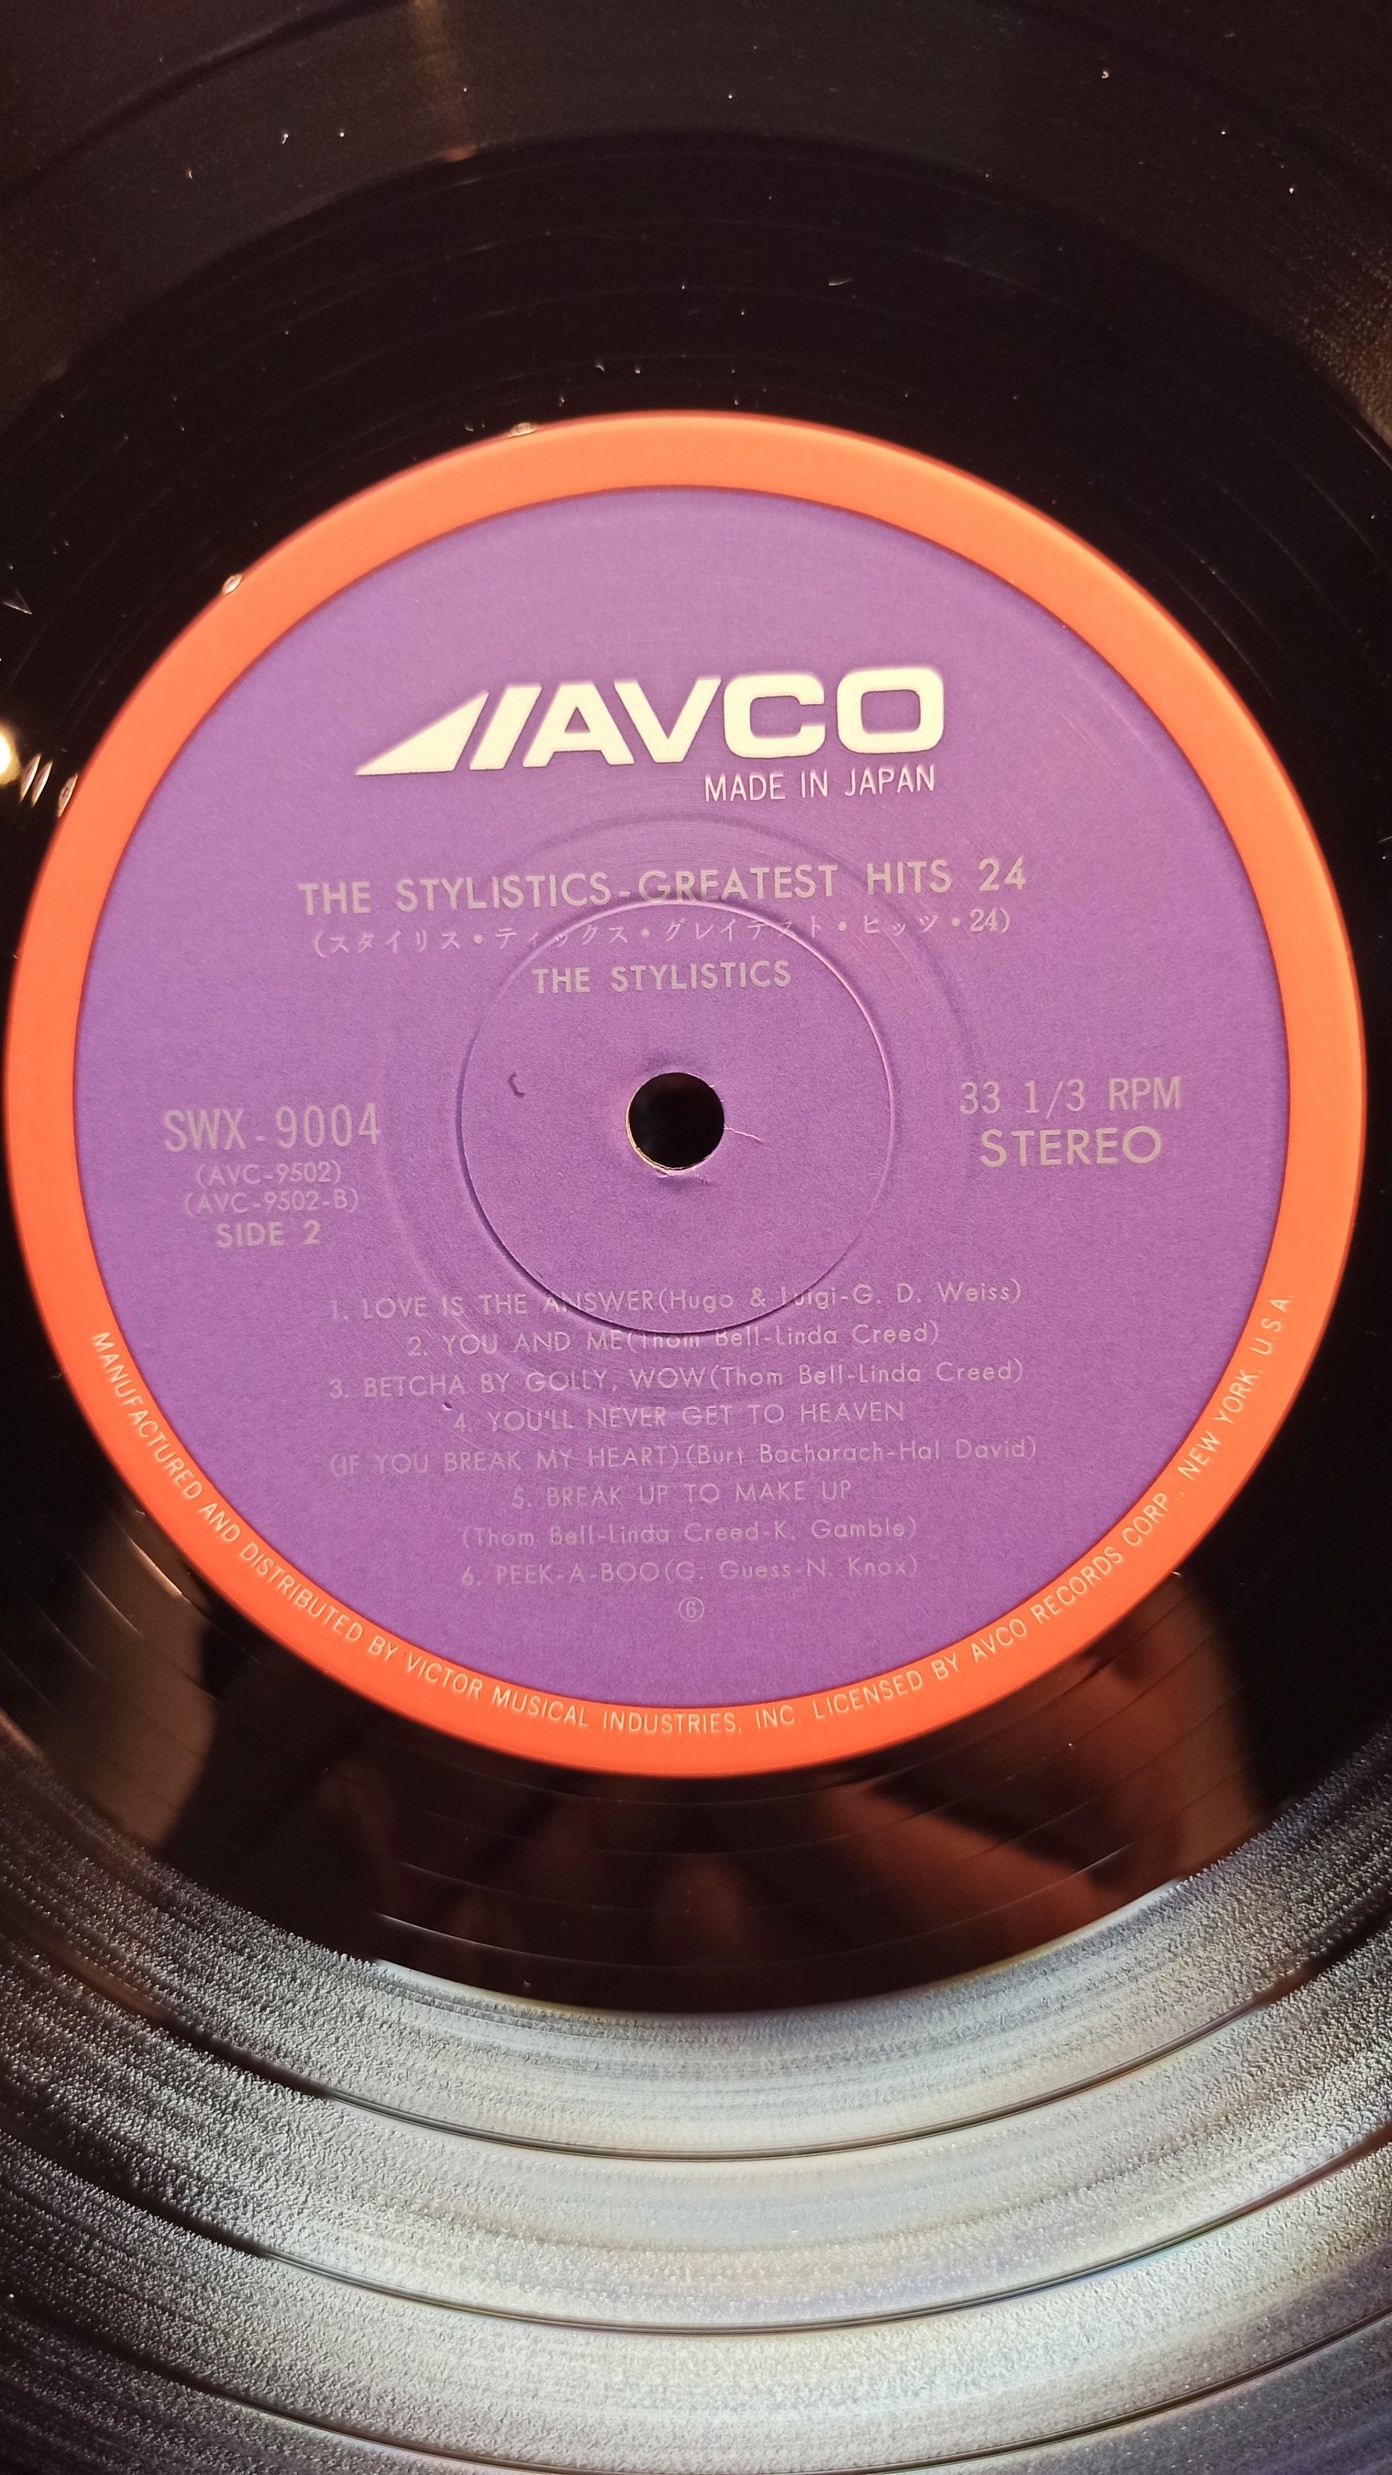 AVCO
MADE IN JAPAN
THE STYLISTICS-GREATEST HITS 24
(スタイリス・ティックス・グレイテスト・ヒッツ・24)
THE STYLISTICS
SWX-9004
(AVC-9502)
(AVC-9502-B)
SIDE 2
33 1/3 RPM
STEREO
1. LOVE IS THE ANSWER(Hugo & Luigi-G. D. Weiss)
2. YOU AND ME(Thom Bell-Linda Creed)
3. BETCHA BY GOLLY, WOW(Thom Bell-Linda Creed)
4. YOU'LL NEVER GET TO HEAVEN
(IF YOU BREAK MY HEART)(Burt Bacharach-Hal David)
5. BREAK UP TO MAKE UP
(Thom Bell-Linda Creed-K. Gamble)
6. PEEK-A-BOO(G. Guess-N. Knox)
⑥
MANUFACTURED AND DISTRIBUTED BY VICTOR MUSICAL INDUSTRIES, INC. LICENSED BY AVCO RECORDS CORP., NEW YORK. U.S.A.